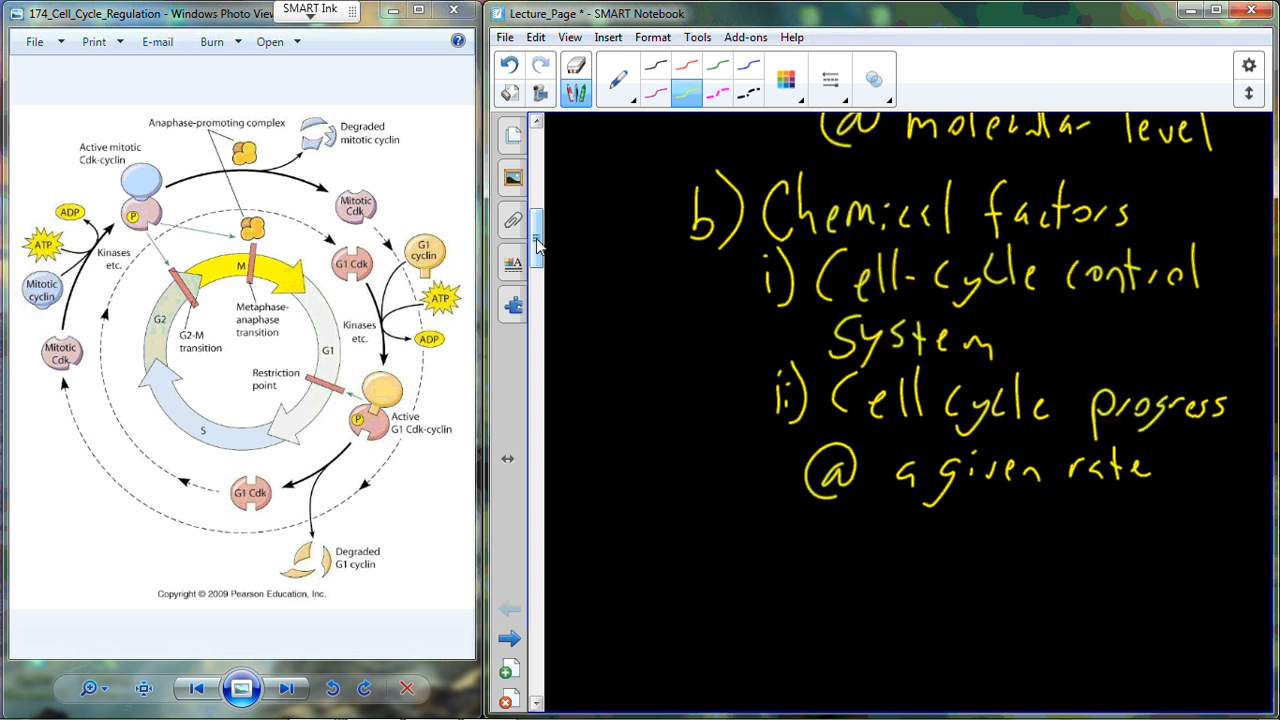 174_Cell_Cycle_Regulation - Windows Photo View
SMART Ink
File
Print
E-mail
Burn
Open
Anaphase-promoting complex
Degraded
mitotic cyclin
Active mitotic
Cdk-cyclin
P
ADP
ATP
Kinases
etc.
Mitotic
cyclin
Mitotic
Cdk
Mitotic
Cdk
G1 Cdk
G1
cyclin
ATP
Kinases
etc.
ADP
M
G2
G1
S
G2-M
transition
Metaphase-
anaphase
transition
Restriction
point
P
Active
G1 Cdk-cyclin
G1 Cdk
Degraded
G1 cyclin
Copyright © 2009 Pearson Education, Inc.
Lecture_Page * - SMART Notebook
File Edit View Insert Format Tools Add-ons Help
@ molecular level
b) Chemical factors
i) Cell-cycle control
System
ii) Cell cycle progress
@ a given rate